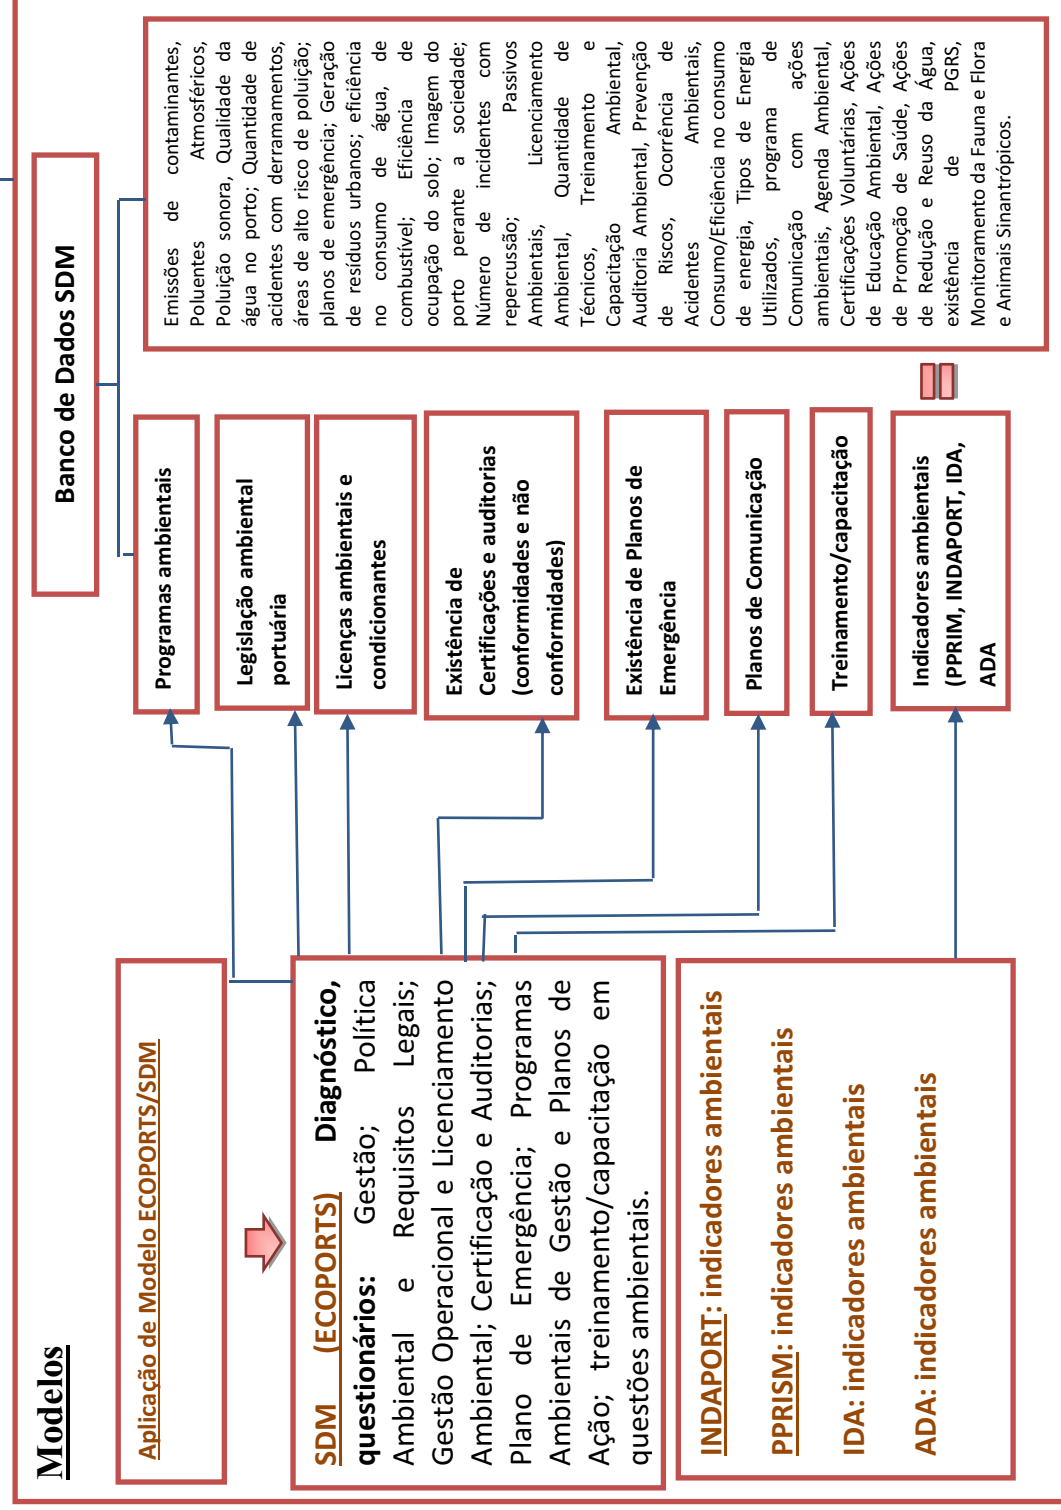 Modelos
Aplicação de Modelo ECOPORTS/SDM
SDM (ECOPORTS) Diagnóstico,
questionários: Gestão; Política
Ambiental e Requisitos Legais;
Gestão Operacional e Licenciamento
Ambiental; Certificação e Auditorias;
Plano de Emergência; Programas
Ambientais de Gestão e Planos de
Ação; treinamento/capacitação em
questões ambientais.
INDAPORT: indicadores ambientais
PPRISM: indicadores ambientais
IDA: indicadores ambientais
ADA: indicadores ambientais
Banco de Dados SDM
Programas ambientais
Legislação ambiental
portuária
Licenças ambientais e
condicionantes
Existência de
Certificações e auditorias
(conformidades e não
conformidades)
Existência de Planos de
Emergência
Planos de Comunicação
Treinamento/capacitação
Indicadores ambientais
(PPRIM, INDAPORT, IDA,
ADA
Emissões de contaminantes,
Poluentes Atmosféricos,
Poluição sonora, Qualidade da
água no porto; Quantidade de
acidentes com derramamentos,
áreas de alto risco de poluição;
planos de emergência; Geração
de resíduos urbanos; eficiência
no consumo de água, de
combustível; Eficiência de
ocupação do solo; Imagem do
porto perante a sociedade;
Número de incidentes com
repercussão; Passivos
Ambientais, Licenciamento
Ambiental, Quantidade de
Técnicos, Treinamento e
Capacitação Ambiental,
Auditoria Ambiental, Prevenção
de Riscos, Ocorrência de
Acidentes Ambientais,
Consumo/Eficiência no consumo
de energia, Tipos de Energia
Utilizados, programa de
Comunicação com ações
ambientais, Agenda Ambiental,
Certificações Voluntárias, Ações
de Educação Ambiental, Ações
de Promoção de Saúde, Ações
de Redução e Reuso da Água,
existência de PGRS,
Monitoramento da Fauna e Flora
e Animais Sinantrópicos.